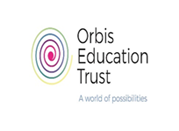 Orbis
Education
Trust
A world of possibilities